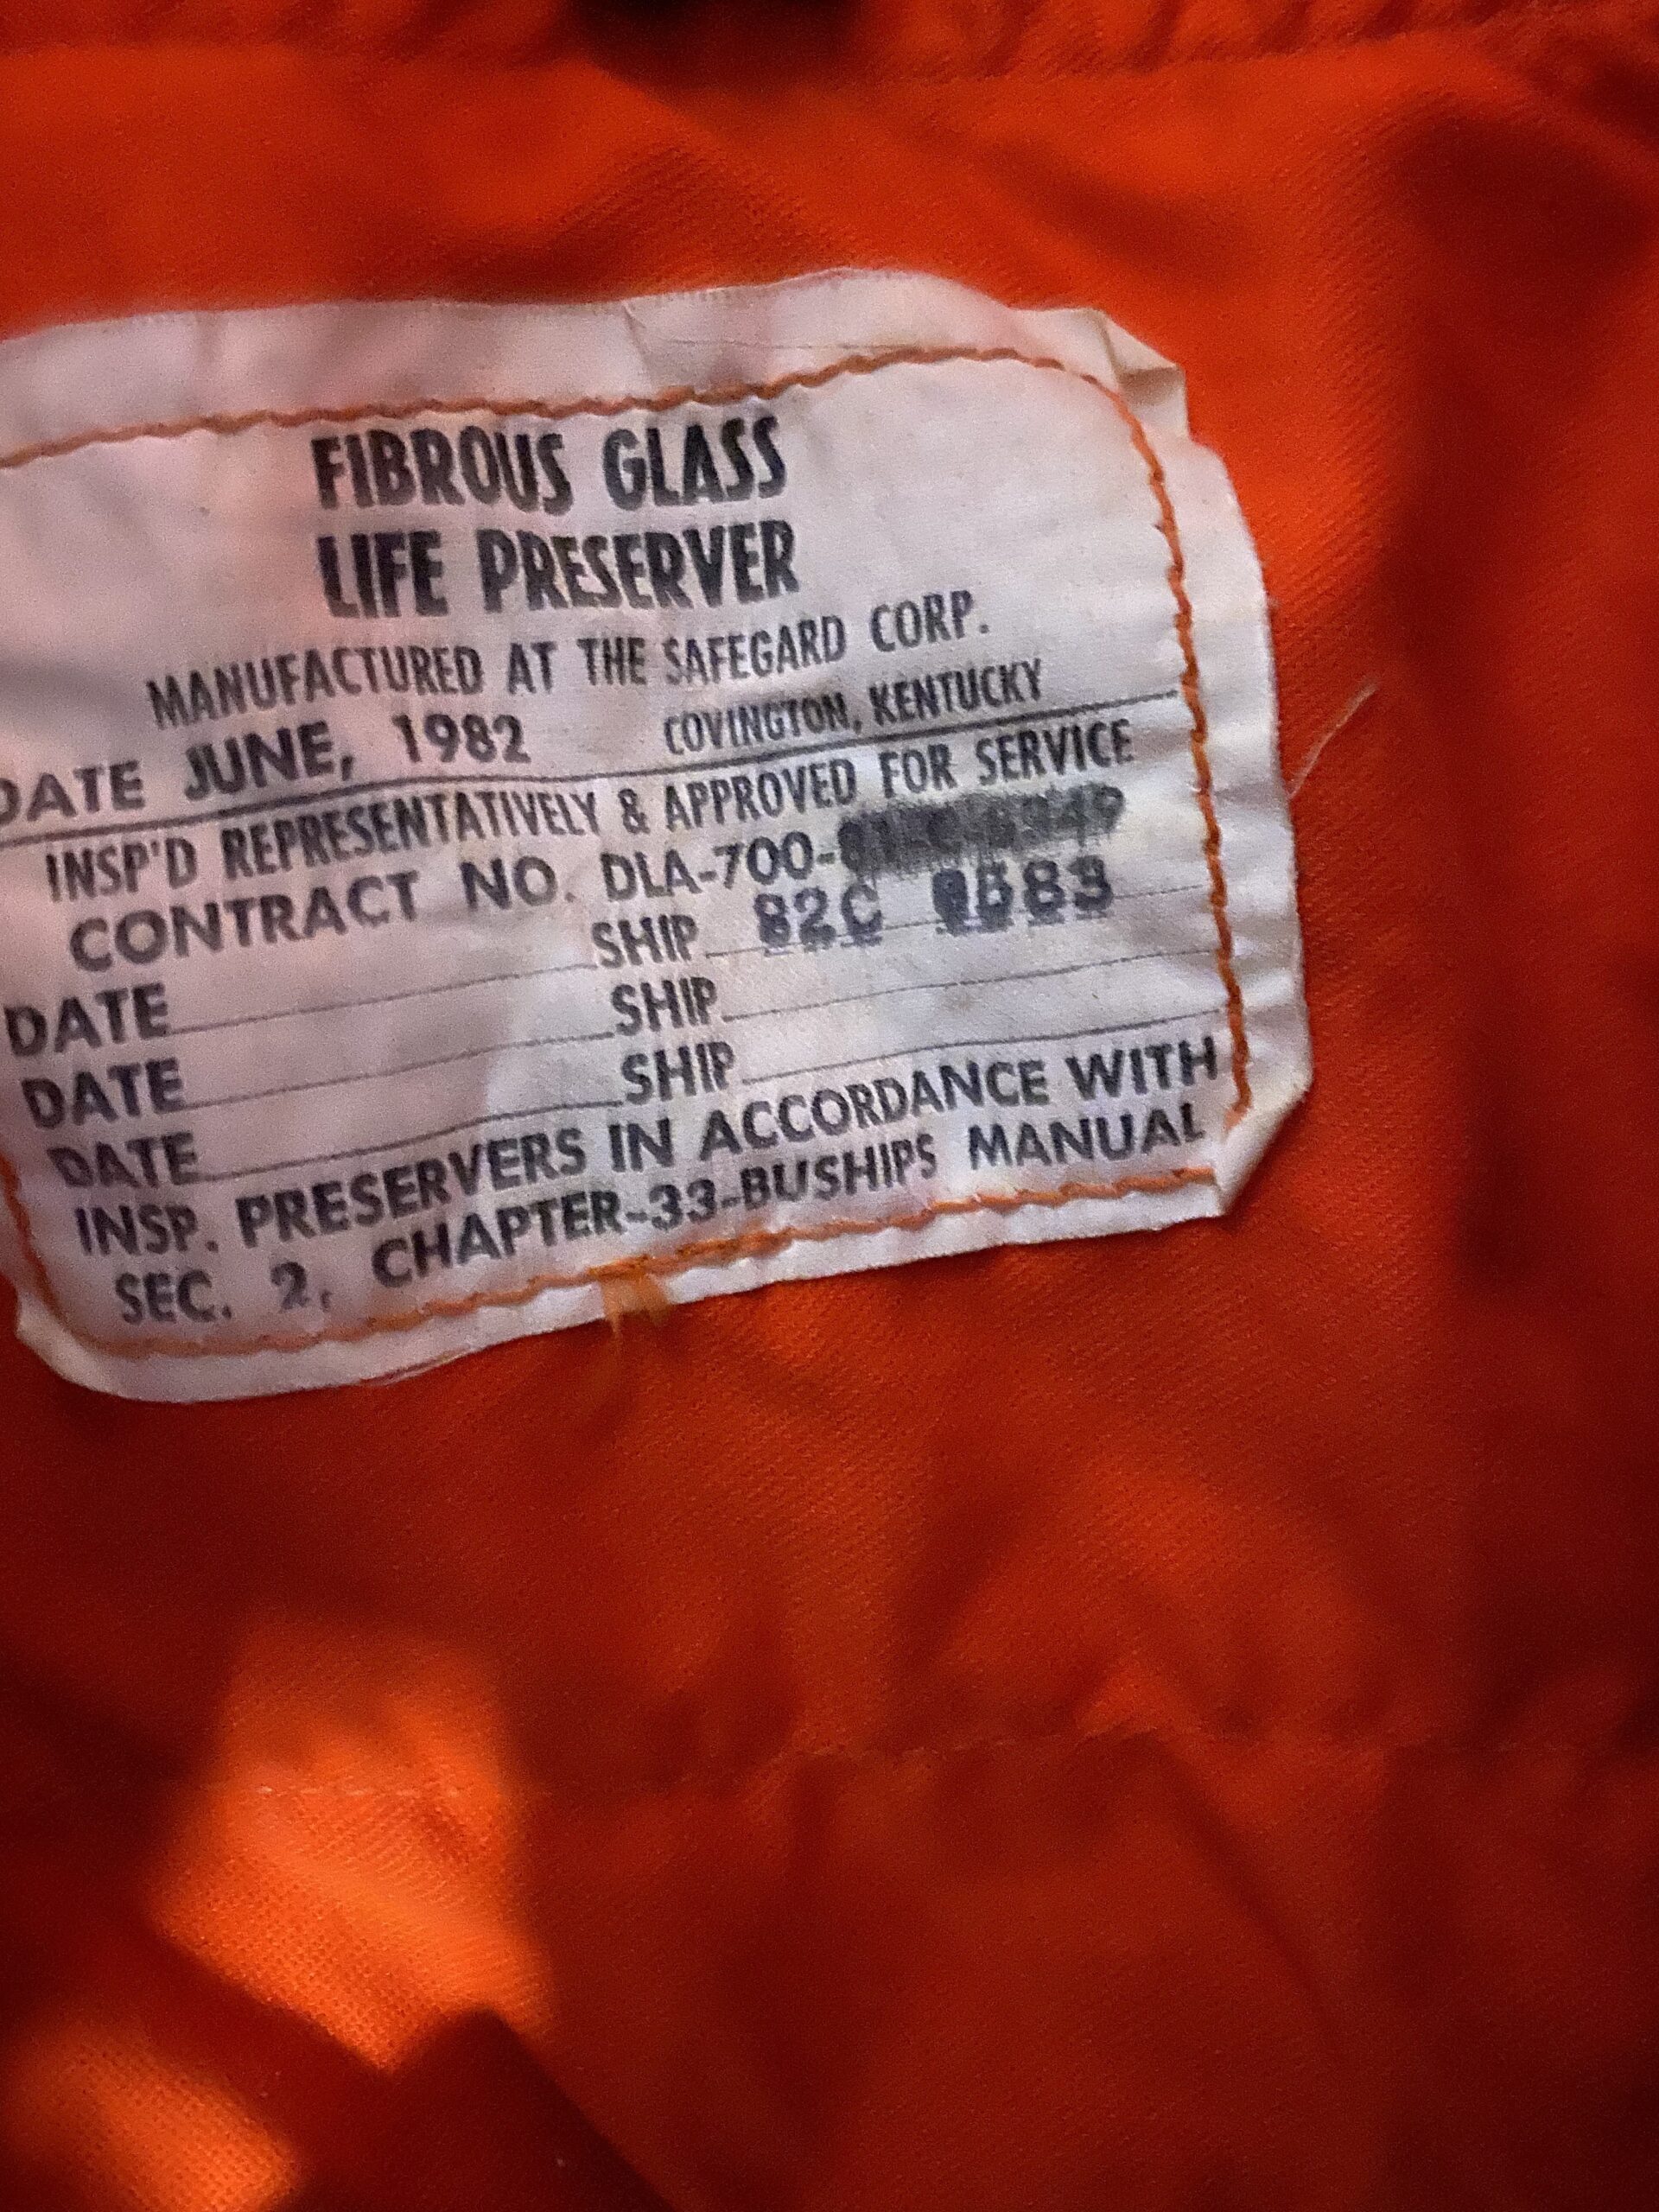 FIBROUS GLASS
LIFE PRESERVER
MANUFACTURED AT THE SAFEGARD CORP.
DATE JUNE, 1982 COVINGTON, KENTUCKY
INSP'D REPRESENTATIVELY & APPROVED FOR SERVICE
CONTRACT NO. DLA-700-
82C
DATE SHIP
DATE SHIP
DATE SHIP
INSP. PRESERVERS IN ACCORDANCE WITH
SEC. 2, CHAPTER-33-BUSHIPS MANUAL